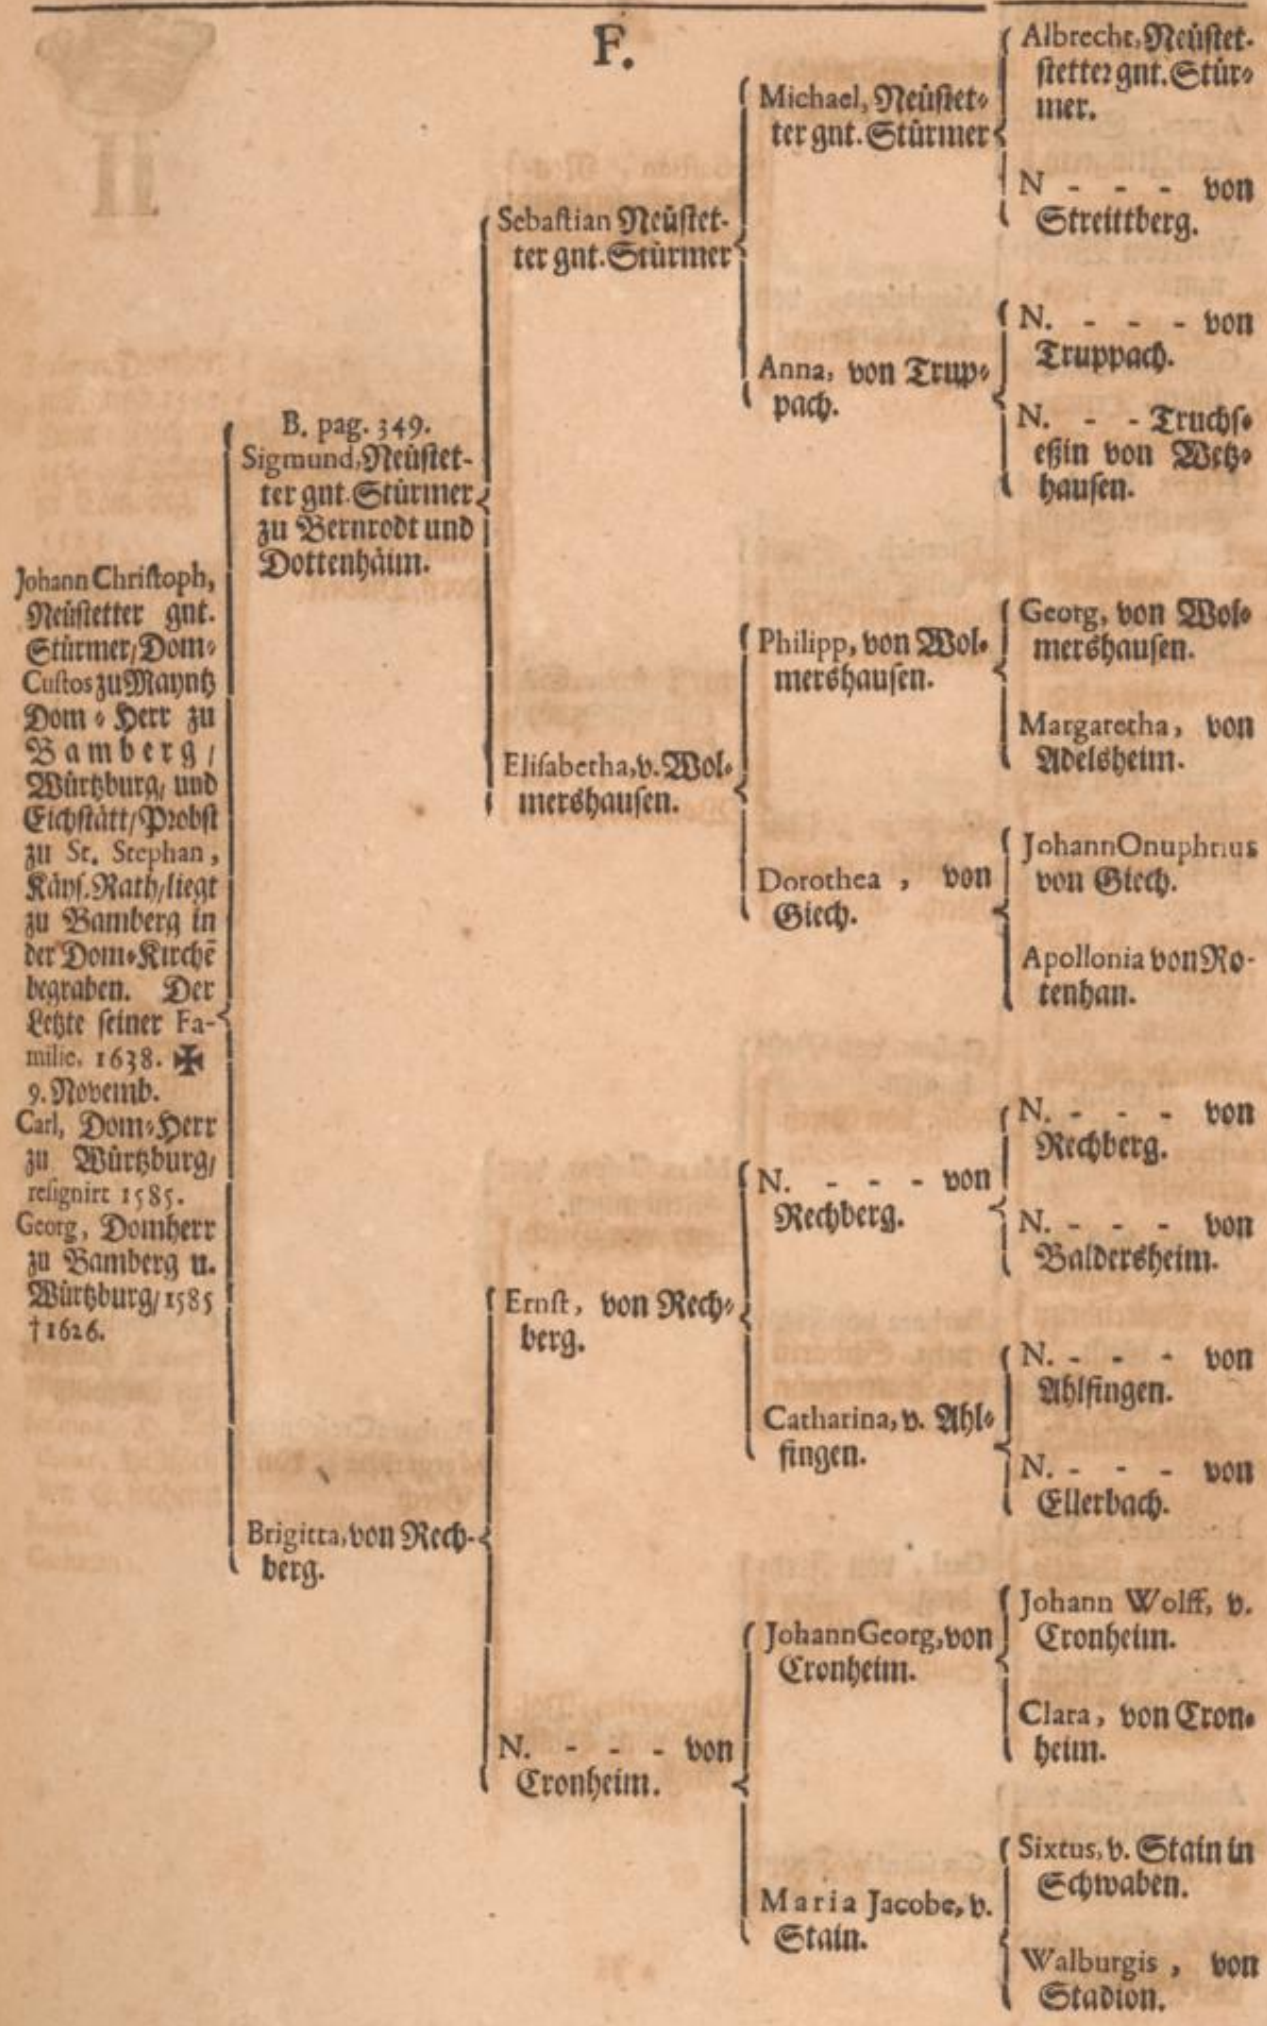 F.
Johann Christoph,
Neüstetter gnt.
Stürmer/Dom-
Custos zu Mayntz
Dom-Herr zu
Bamberg/
Würtzburg/ und
Eichstätt/Probst
zu St. Stephan,
Käys. Rath/liegt
zu Bamberg in
der Dom-Kirchē
begraben. Der
Letzte seiner Fa-
milie. 1638. ✠
9. Novemb.
Carl, Dom-Herr
zu Würtzburg/
resignirt 1585.
Georg, Domherr
zu Bamberg u.
Würtzburg/1585
†1626.
B. pag. 349.
Sigmund, Neüstet-
ter gnt. Stürmer
zu Bernrodt und
Dottenhäim.
Brigitta, von Rech-
berg.
Sebastian Neüstet-
ter gnt. Stürmer
Elisabetha, v. Wol-
mershausen.
Ernst, von Rech-
berg.
N. - - - von
Cronheim.
Michael, Neüstet-
ter gnt. Stürmer
Anna, von Trup-
pach.
Philipp, von Wol-
mershausen.
Dorothea, von
Giech.
N. - - - von
Rechberg.
Catharina, v. Ahl-
fingen.
Johann Georg, von
Cronheim.
Maria Jacobe, v.
Stain.
Albrecht, Neüstet-
stetter gnt. Stür-
mer.
N - - - von
Streittberg.
N. - - - von
Truppach.
N. - - Truchs-
eßin von Wetz-
hausen.
Georg, von Wol-
mershausen.
Margaretha, von
Adelsheim.
Johann Onuphrius
von Giech.
Apollonia von Ro-
tenhan.
N. - - - von
Rechberg.
N. - - - von
Baldersheim.
N. - - - von
Ahlfingen.
N. - - - von
Ellerbach.
Johann Wolff, v.
Cronheim.
Clara, von Cron-
heim.
Sixtus, v. Stain in
Schwaben.
Walburgis, von
Stadion.